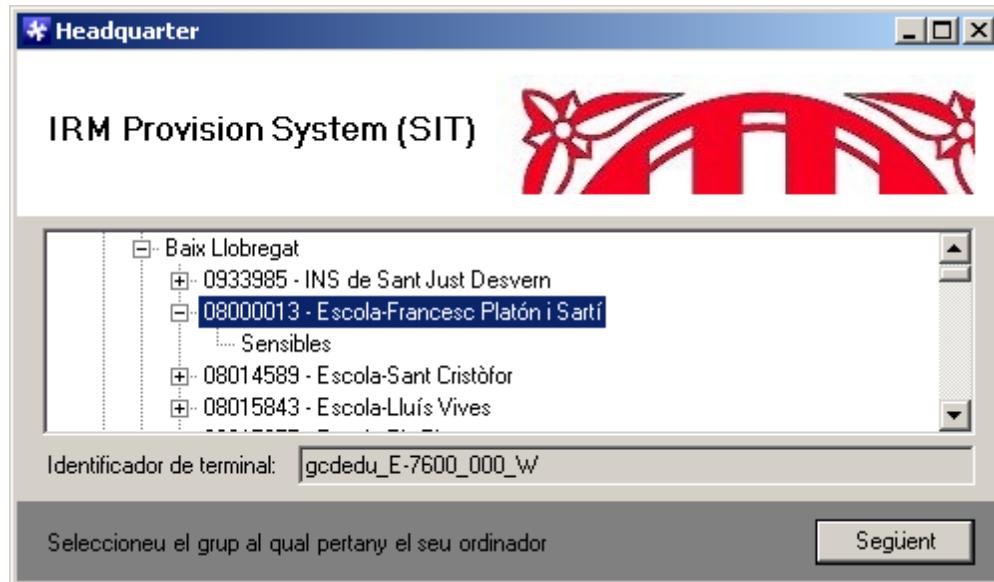 Headquarter
IRM Provision System (SIT)
Baix Llobregat
0933985 - INS de Sant Just Desvern
08000013 - Escola-Francesc Platón i Sartí
Sensibles
08014589 - Escola-Sant Cristòfor
08015843 - Escola-Lluís Vives
Identificador de terminal: gcdedu_E-7600_000_W
Seleccioneu el grup al qual pertany el seu ordinador
Següent